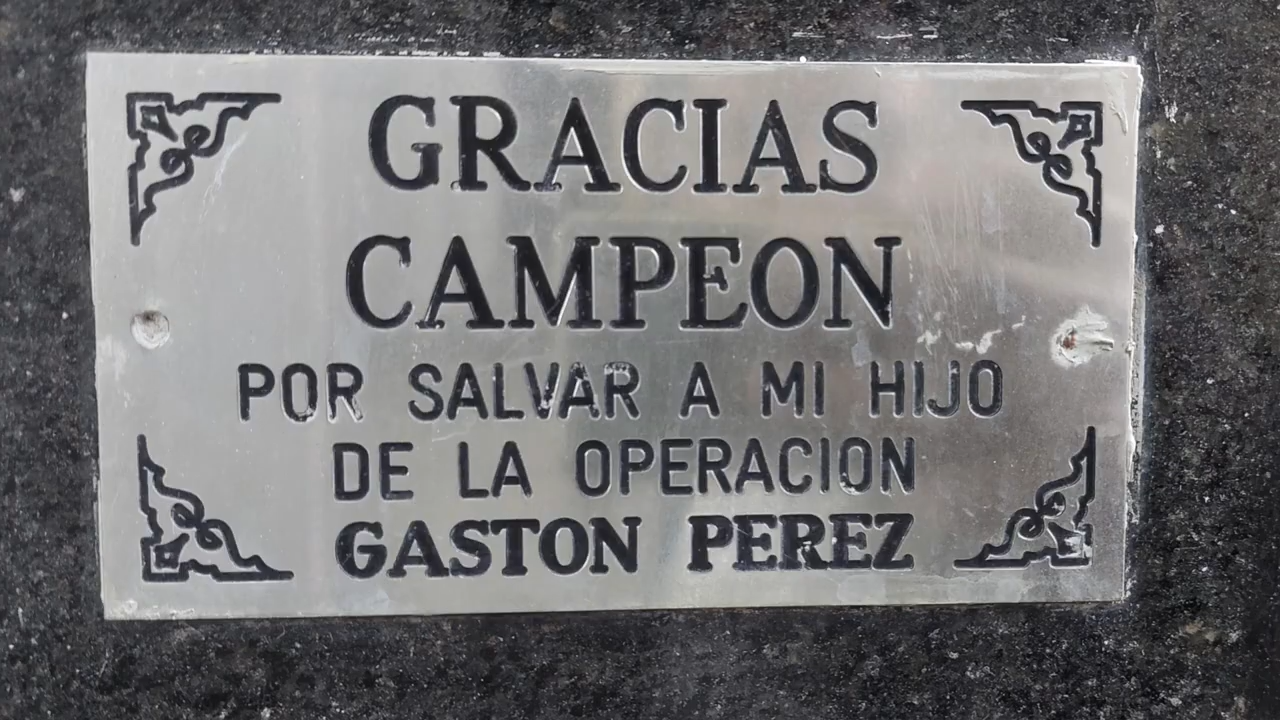 GRACIAS
CAMPEON
POR SALVAR A MI HIJO
DE LA OPERACION
GASTON PEREZ